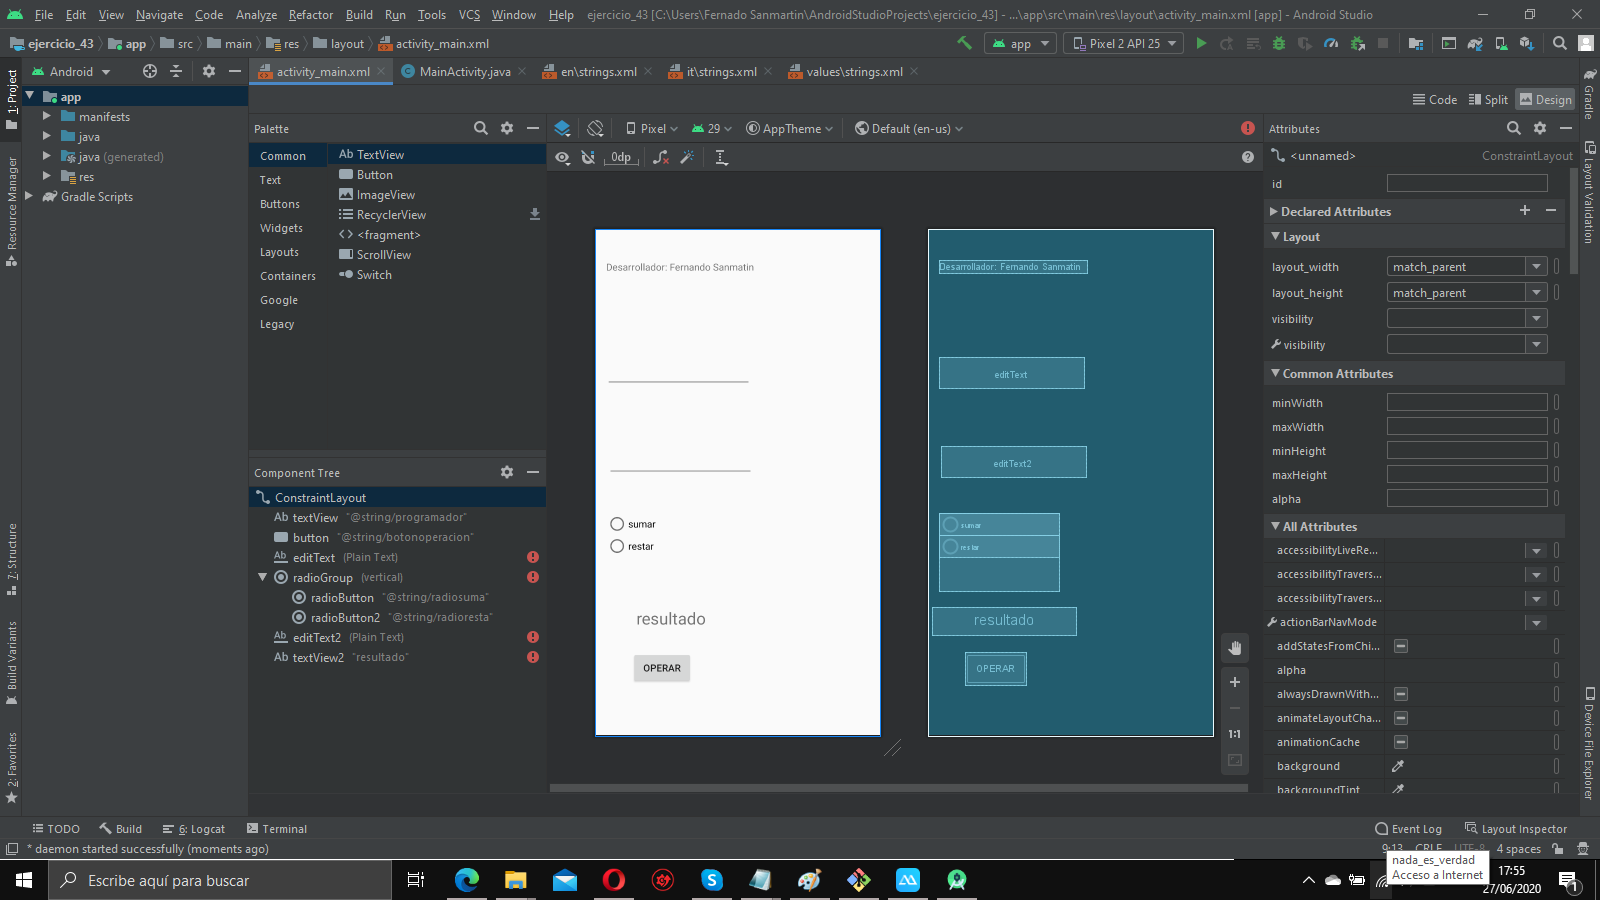 File Edit View Navigate Code Analyze Refactor Build Run Tools VCS Window Help ejercicio_43 [C:\Users\Fernado Sanmartin\AndroidStudioProjects\ejercicio_43] - ...\app\src\main\res\layout\activity_main.xml [app] - Android Studio
ejercicio_43 app src main res layout activity_main.xml app Pixel 2 API 25
Android activity_main.xml MainActivity.java en\strings.xml it\strings.xml values\strings.xml
1: Project
Resource Manager
7: Structure
Build Variants
2: Favorites
app
manifests
java
java (generated)
res
Gradle Scripts
Code Split Design
Palette
Common
Text
Buttons
Widgets
Layouts
Containers
Google
Legacy
Ab TextView
Button
ImageView
RecyclerView
<> <fragment>
ScrollView
Switch
Component Tree
ConstraintLayout
Ab textView "@string/programador"
button "@string/botonoperacion"
Ab editText (Plain Text)
radioGroup (vertical)
radioButton "@string/radiosuma"
radioButton2 "@string/radioresta"
Ab editText2 (Plain Text)
Ab textView2 "resultado"
Pixel 29 AppTheme Default (en-us)
0dp
Desarrollador: Fernando Sanmatin
sumar
restar
resultado
OPERAR
Desarrollador: Fernando Sanmatin
editText
editText2
sumar
restar
resultado
OPERAR
1:1
Attributes
<unnamed> ConstraintLayout
id
Declared Attributes
Layout
layout_width match_parent
layout_height match_parent
visibility
visibility
Common Attributes
minWidth
maxWidth
minHeight
maxHeight
alpha
All Attributes
accessibilityLiveRe...
accessibilityTravers...
accessibilityTravers...
actionBarNavMode
addStatesFromChi...
alpha
alwaysDrawnWith...
animateLayoutCha...
animationCache
background
backgroundTint
Gradle
Layout Validation
Device File Explorer
TODO Build 6: Logcat Terminal Event Log Layout Inspector
* daemon started successfully (moments ago) 9:13 CRLF UTF-8 4 spaces
nada_es_verdad
Acceso a Internet
Escribe aquí para buscar
17:55
27/06/2020
1